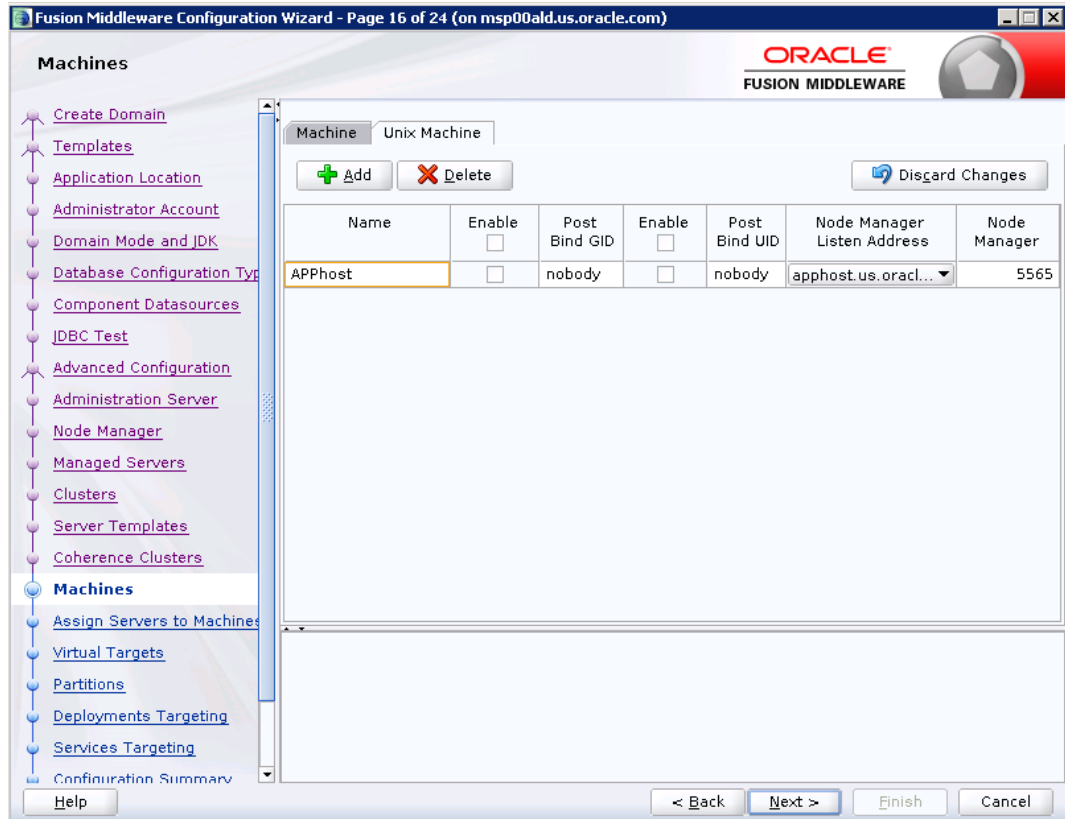 Fusion Middleware Configuration Wizard - Page 16 of 24 (on msp00ald.us.oracle.com)
Machines
ORACLE
FUSION MIDDLEWARE
Create Domain
Templates
Application Location
Administrator Account
Domain Mode and JDK
Database Configuration Typ
Component Datasources
JDBC Test
Advanced Configuration
Administration Server
Node Manager
Managed Servers
Clusters
Server Templates
Coherence Clusters
Machines
Assign Servers to Machines
Virtual Targets
Partitions
Deployments Targeting
Services Targeting
Configuration Summary
Machine Unix Machine
Add Delete Discard Changes
Name Enable Post Bind GID Enable Post Bind UID Node Manager Listen Address Node Manager
APPhost nobody nobody apphost.us.oracl... 5565
Help < Back Next > Finish Cancel